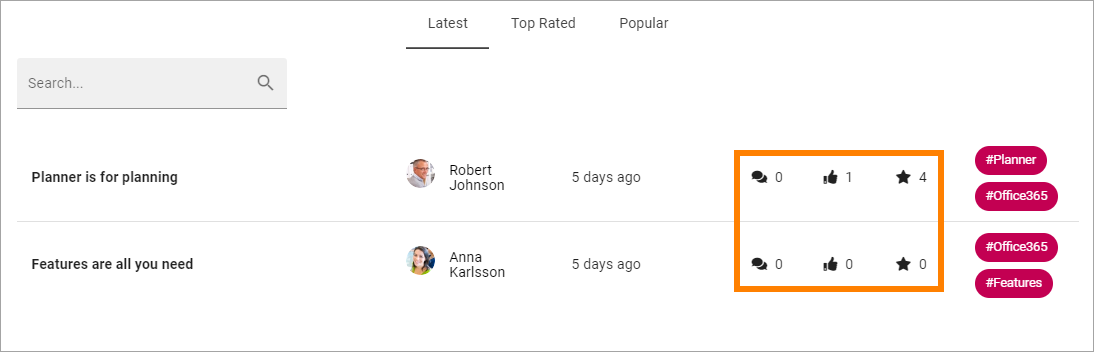 Latest Top Rated Popular
Search...
Planner is for planning Robert Johnson 5 days ago 0 1 4 #Planner
#Office365
Features are all you need Anna Karlsson 5 days ago 0 0 0 #Office365
#Features